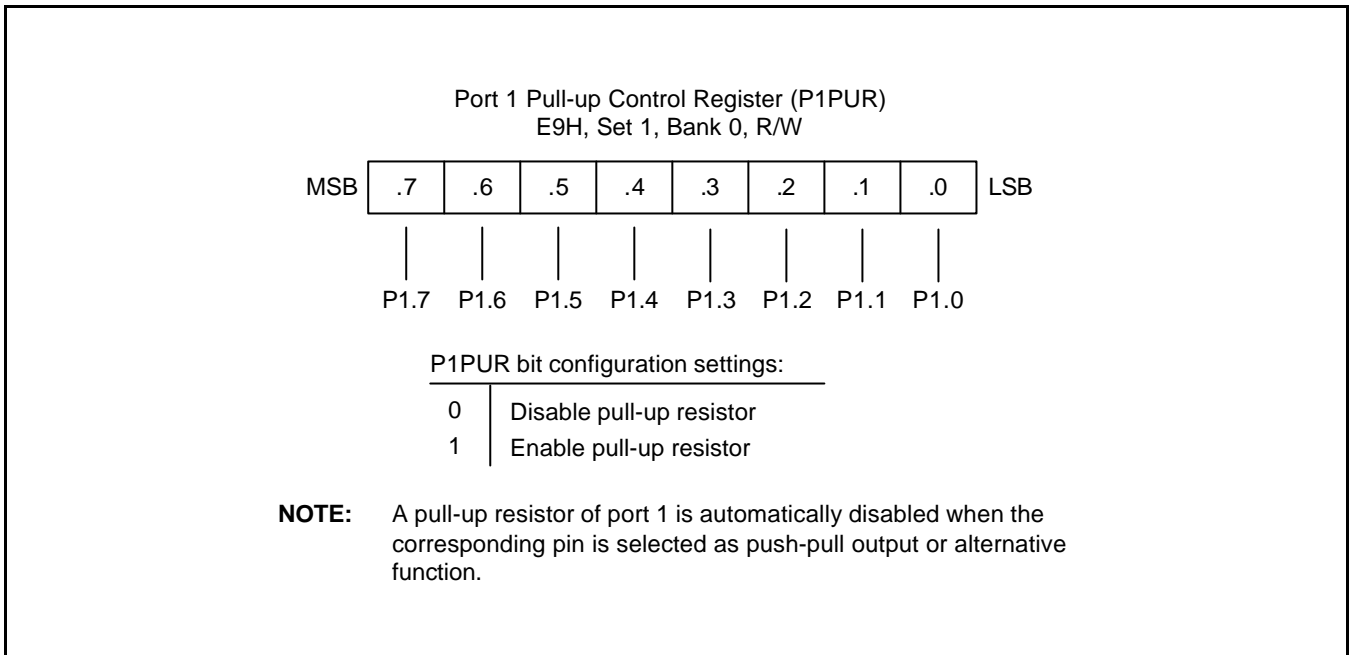 Port 1 Pull-up Control Register (P1PUR)
E9H, Set 1, Bank 0, R/W
MSB .7 .6 .5 .4 .3 .2 .1 .0 LSB
P1.7 P1.6 P1.5 P1.4 P1.3 P1.2 P1.1 P1.0
P1PUR bit configuration settings:
0 Disable pull-up resistor
1 Enable pull-up resistor
NOTE: A pull-up resistor of port 1 is automatically disabled when the
corresponding pin is selected as push-pull output or alternative
function.